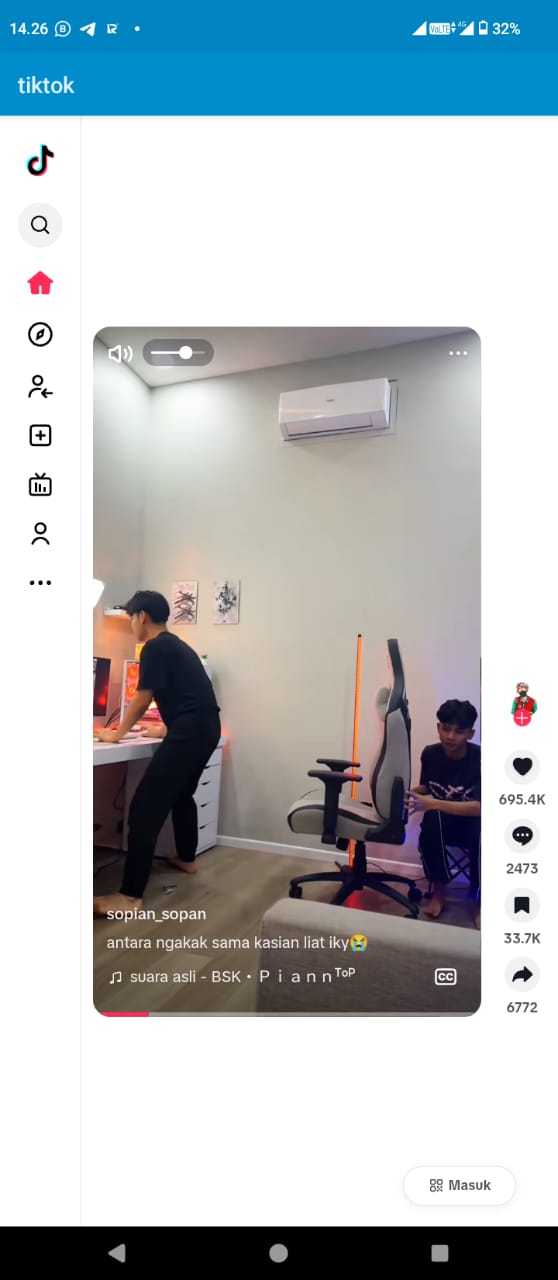 14.26
VoLTE 4G 32%
tiktok
695.4K
2473
33.7K
6772
sopian_sopan
antara ngakak sama kasian liat iky😭
suara asli - BSK • P i a n n ᵀᵒᴾ
CC
Masuk